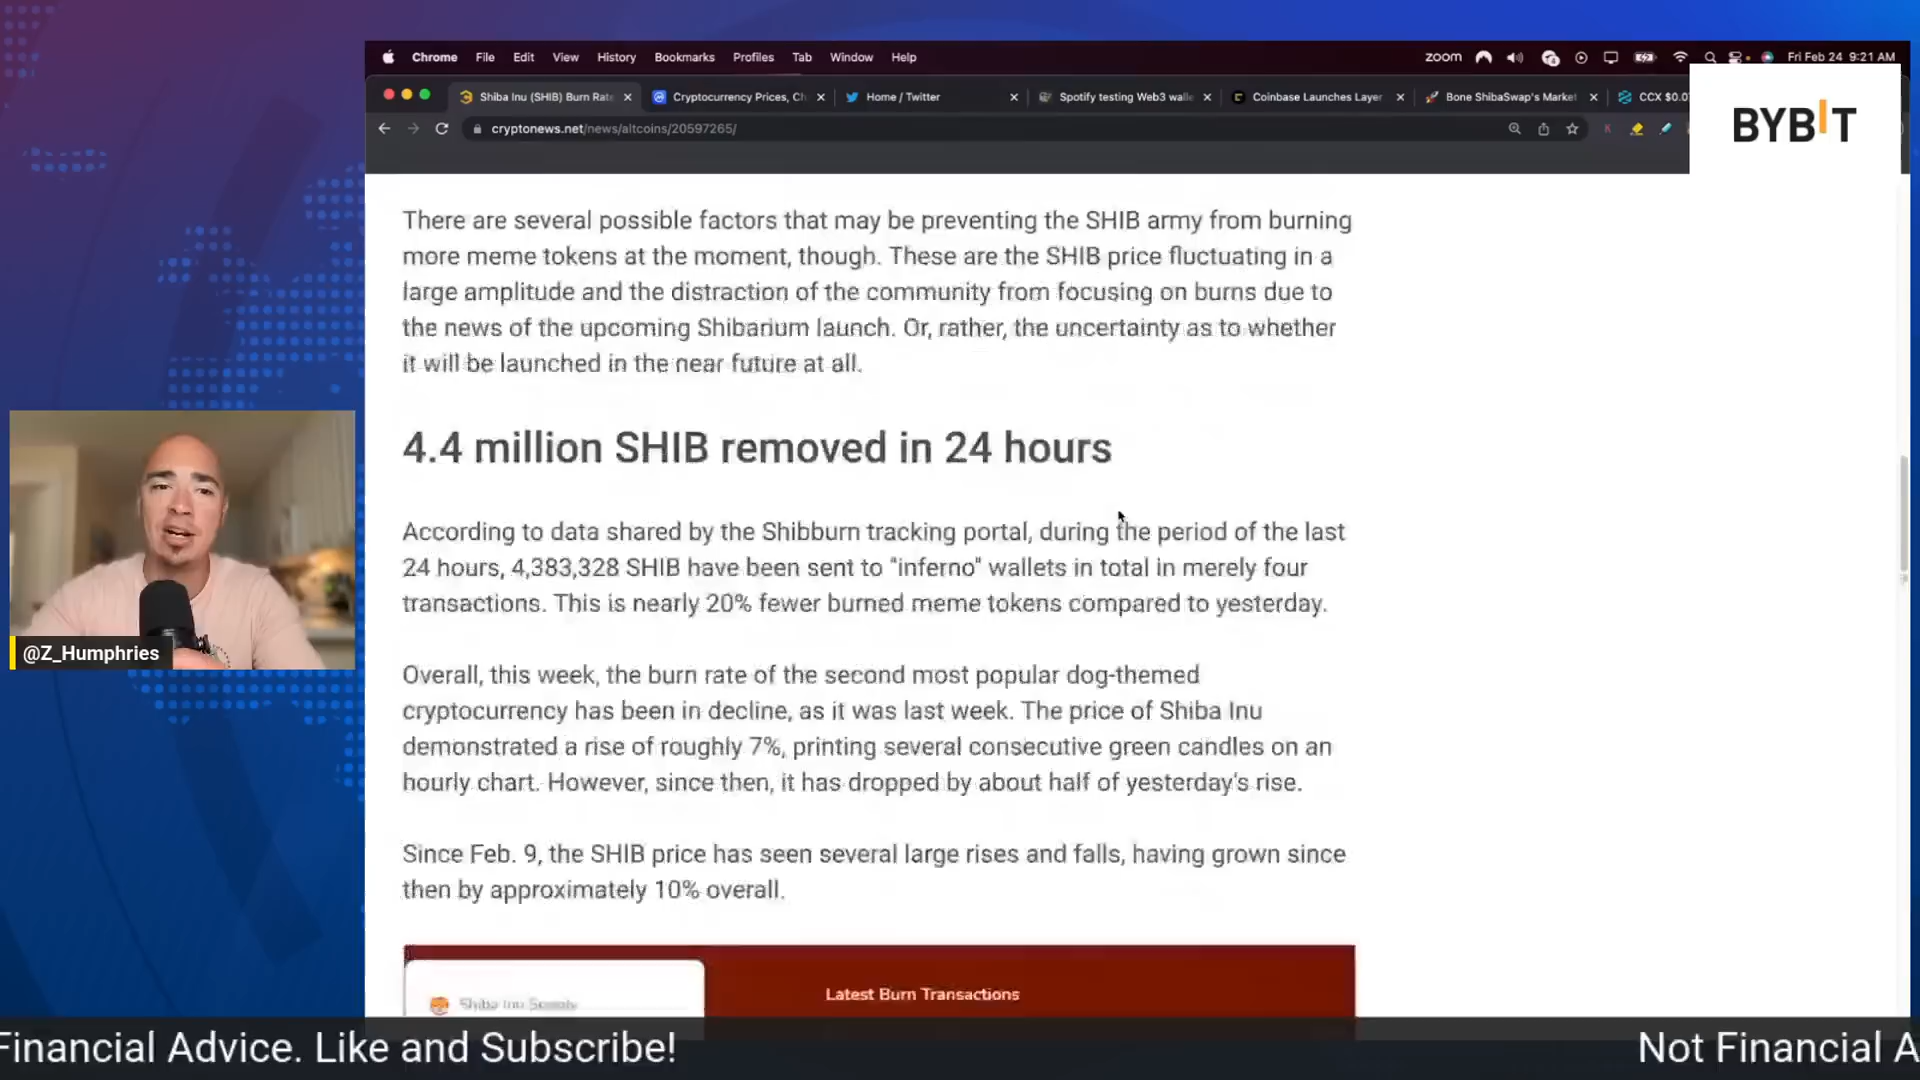 Chrome File Edit View History Bookmarks Profiles Tab Window Help zoom Fri Feb 24 9:21 AM
Shiba Inu (SHIB) Burn Rate Cryptocurrency Prices, Ch Home / Twitter Spotify testing Web3 walle Coinbase Launches Layer Bone ShibaSwap's Market CCX $0.0
BYBIT
cryptonews.net/news/altcoins/20597265/
There are several possible factors that may be preventing the SHIB army from burning
more meme tokens at the moment, though. These are the SHIB price fluctuating in a
large amplitude and the distraction of the community from focusing on burns due to
the news of the upcoming Shibarium launch. Or, rather, the uncertainty as to whether
it will be launched in the near future at all.
4.4 million SHIB removed in 24 hours
According to data shared by the Shibburn tracking portal, during the period of the last
24 hours, 4,383,328 SHIB have been sent to "inferno" wallets in total in merely four
transactions. This is nearly 20% fewer burned meme tokens compared to yesterday.
@Z_Humphries
Overall, this week, the burn rate of the second most popular dog-themed
cryptocurrency has been in decline, as it was last week. The price of Shiba Inu
demonstrated a rise of roughly 7%, printing several consecutive green candles on an
hourly chart. However, since then, it has dropped by about half of yesterday's rise.
Since Feb. 9, the SHIB price has seen several large rises and falls, having grown since
then by approximately 10% overall.
Shiba Inu Supply
Latest Burn Transactions
Financial Advice. Like and Subscribe! Not Financial A